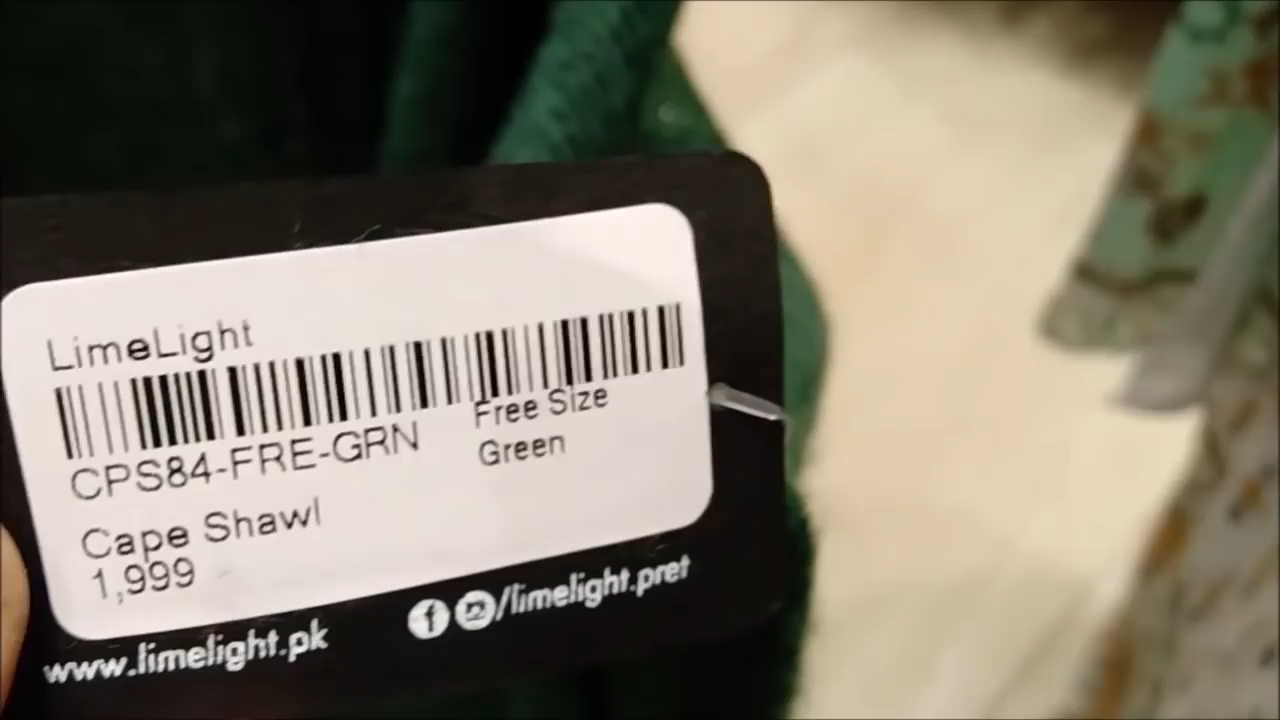 LimeLight
CPS84-FRE-GRN
Free Size
Green
Cape Shawl
1,999
www.limelight.pk
/limelight.pret